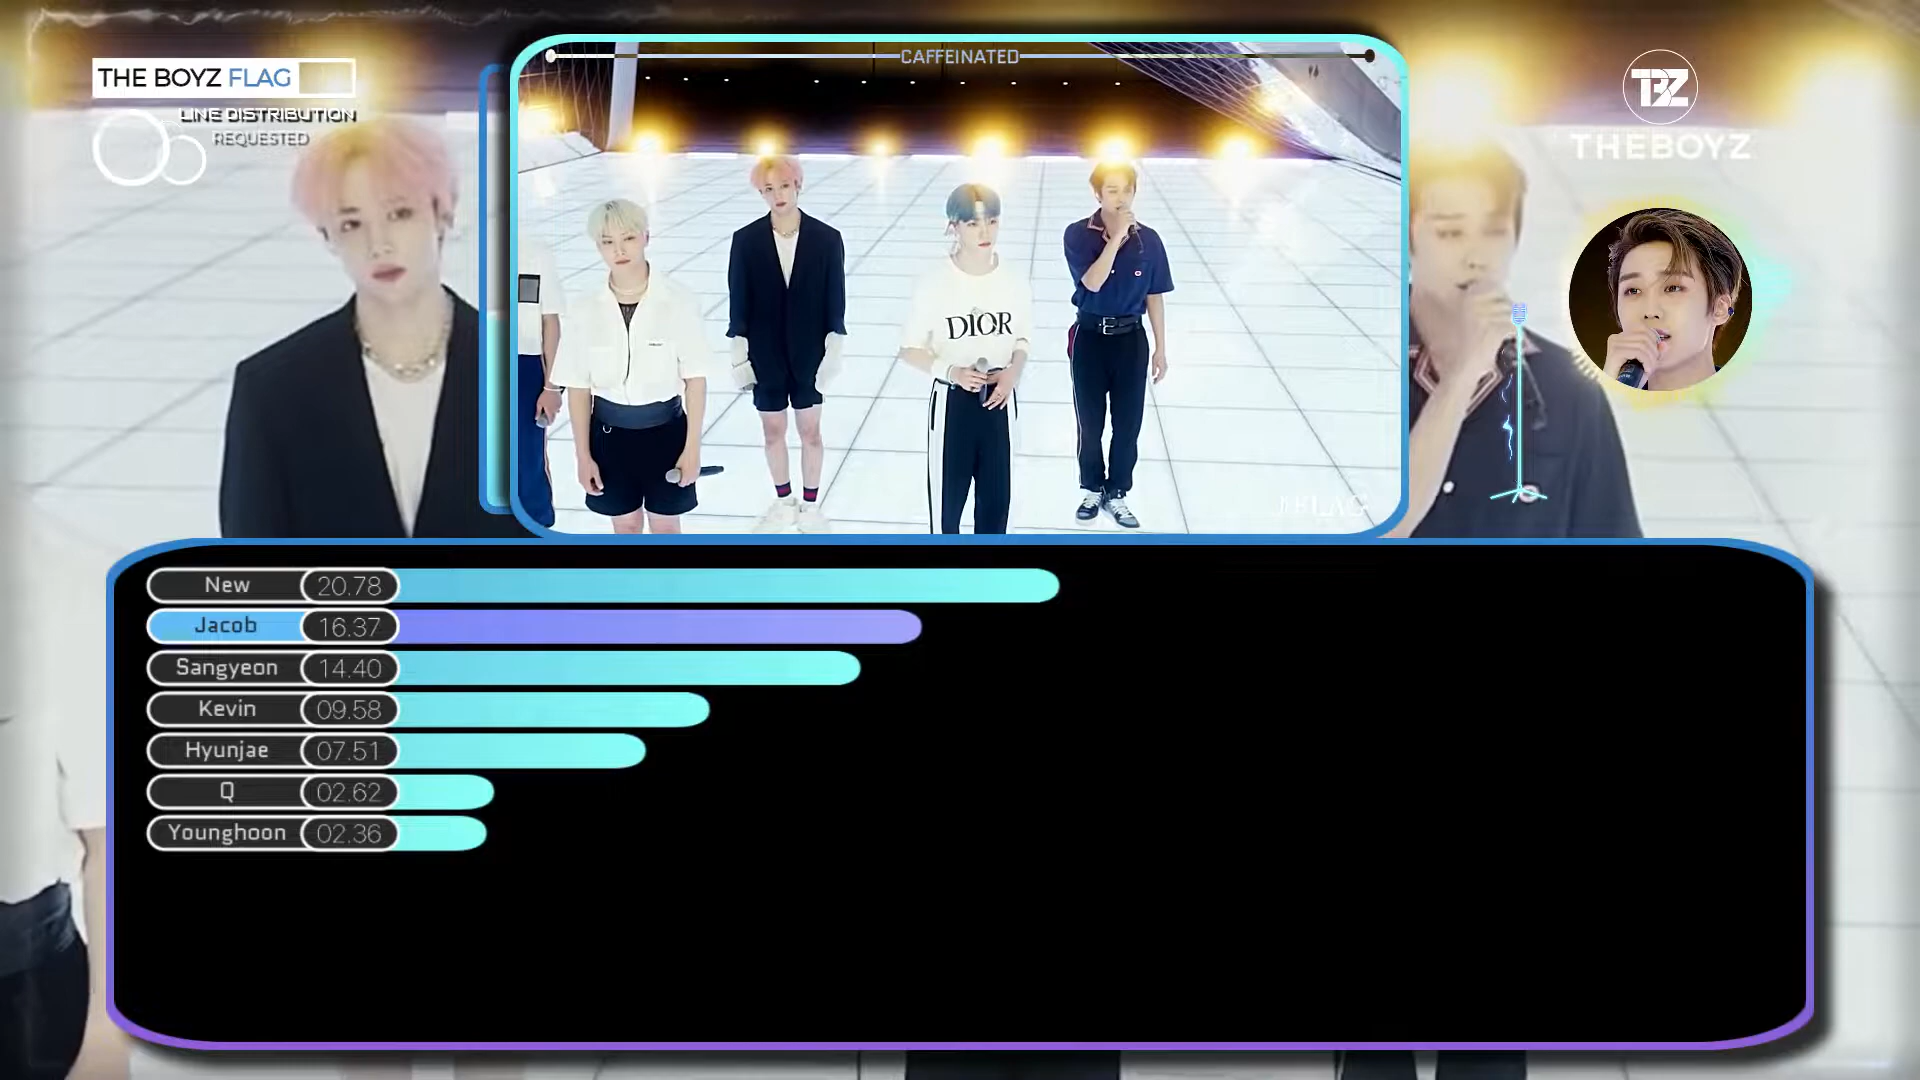 CAFFEINATED
THE BOYZ FLAG
LINE DISTRIBUTION
REQUESTED
TBZ
THEBOYZ
DIOR
New 20.78
Jacob 16.37
Sangyeon 14.40
Kevin 09.58
Hyunjae 07.51
Q 02.62
Younghoon 02.36